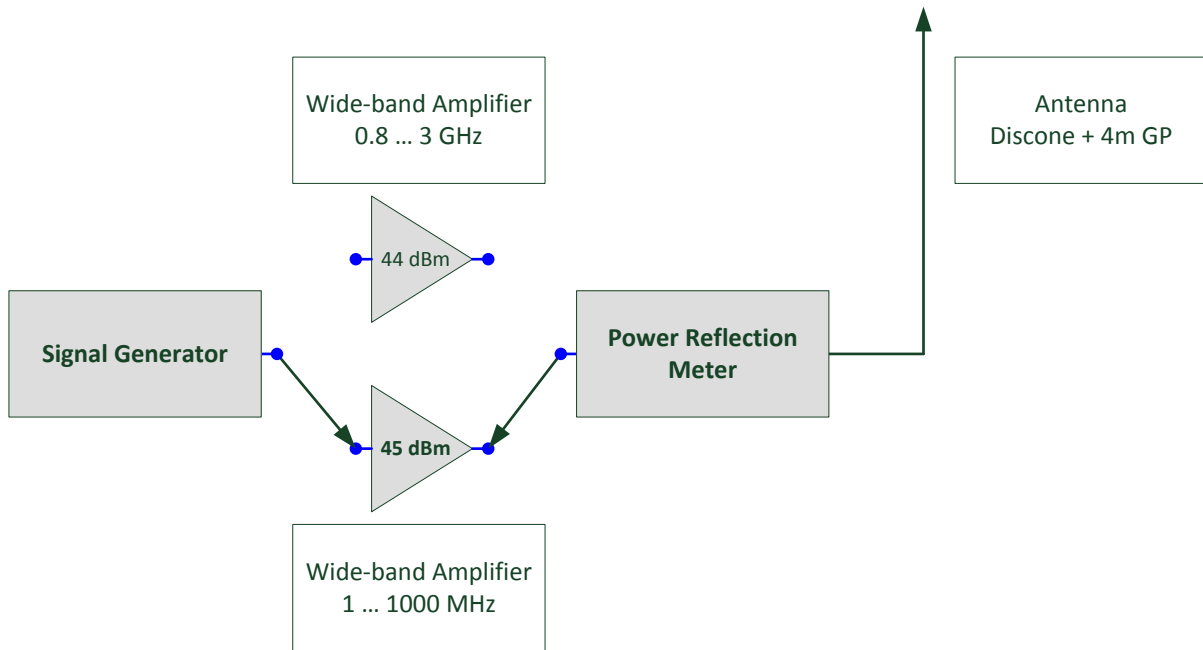 Wide-band Amplifier
0.8 ... 3 GHz
Antenna
Discone + 4m GP
44 dBm
Signal Generator
Power Reflection
Meter
45 dBm
Wide-band Amplifier
1 ... 1000 MHz